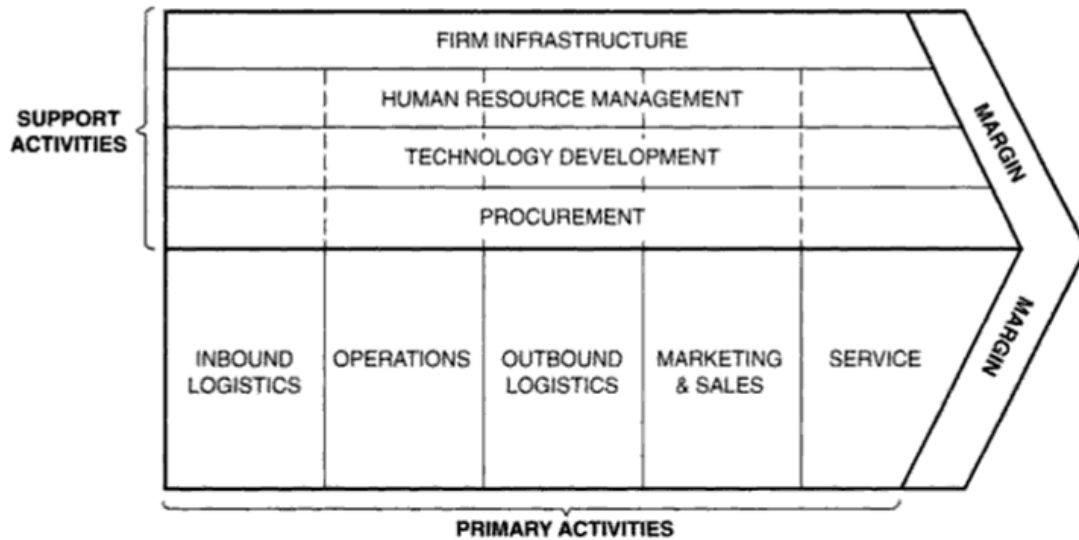 FIRM INFRASTRUCTURE
HUMAN RESOURCE MANAGEMENT
SUPPORT
ACTIVITIES
TECHNOLOGY DEVELOPMENT
PROCUREMENT
MARGIN
INBOUND
LOGISTICS
OPERATIONS
OUTBOUND
LOGISTICS
MARKETING
& SALES
SERVICE
MARGIN
PRIMARY ACTIVITIES